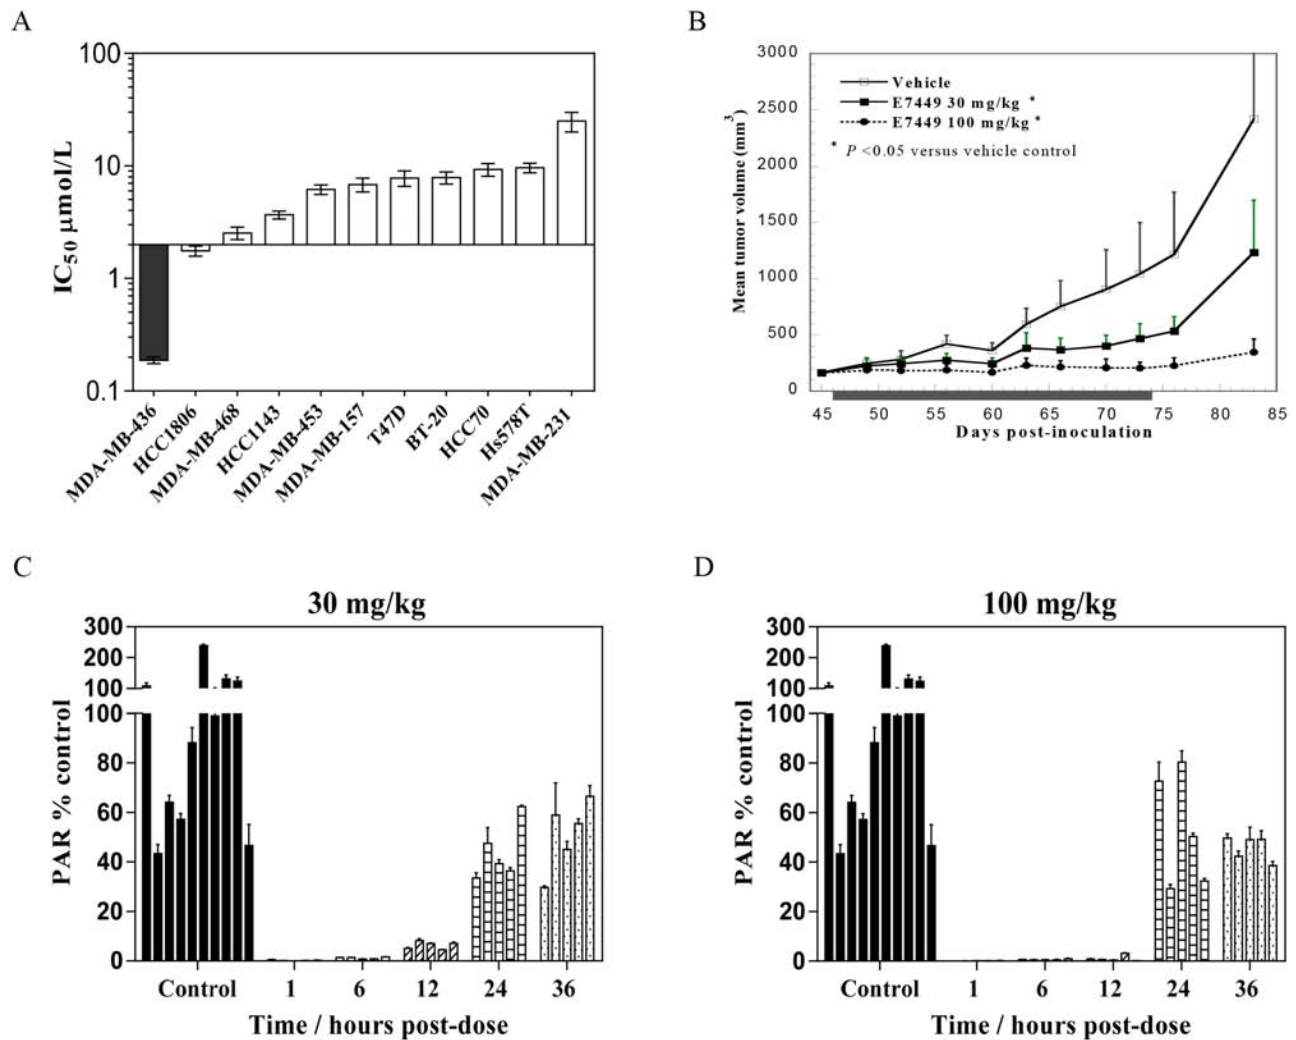 A
IC50 µmol/L
100
10
1
0.1
MDA-MB-436
HCC1806
MDA-MB-468
HCC1143
MDA-MB-453
MDA-MB-157
T47D
BT-20
HCC70
Hs578T
MDA-MB-231
B
Mean tumor volume (mm3)
3000
2500
2000
1500
1000
500
0
Vehicle
E7449 30 mg/kg *
E7449 100 mg/kg *
* P <0.05 versus vehicle control
45 50 55 60 65 70 75 80 85
Days post-inoculation
C
30 mg/kg
PAR % control
300
200
100
100
80
60
40
20
0
Control 1 6 12 24 36
Time / hours post-dose
D
100 mg/kg
PAR % control
300
200
100
100
80
60
40
20
0
Control 1 6 12 24 36
Time / hours post-dose